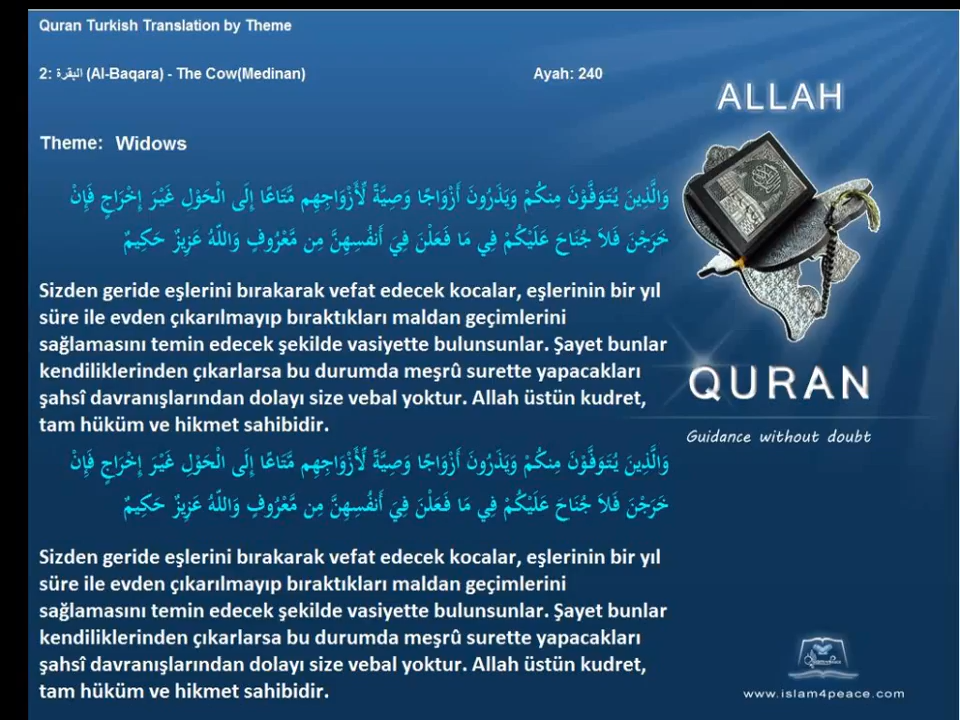 Quran Turkish Translation by Theme
2: البقرة (Al-Baqara) - The Cow(Medinan)
Ayah: 240
ALLAH
Theme: Widows
وَالَّذِينَ يُتَوَفَّوْنَ مِنكُمْ وَيَذَرُونَ أَزْوَاجًا وَصِيَّةً لِّأَزْوَاجِهِم مَّتَاعًا إِلَى الْحَوْلِ غَيْرَ إِخْرَاجٍ فَإِنْ
خَرَجْنَ فَلاَ جُنَاحَ عَلَيْكُمْ فِي مَا فَعَلْنَ فِيَ أَنفُسِهِنَّ مِن مَّعْرُوفٍ وَاللّهُ عَزِيزٌ حَكِيمٌ
Sizden geride eşlerini bırakarak vefat edecek kocalar, eşlerinin bir yıl
süre ile evden çıkarılmayıp bıraktıkları maldan geçimlerini
sağlamasını temin edecek şekilde vasiyette bulunsunlar. Şayet bunlar
kendiliklerinden çıkarlarsa bu durumda meşrû surette yapacakları
şahsî davranışlarından dolayı size vebal yoktur. Allah üstün kudret,
tam hüküm ve hikmet sahibidir.
QURAN
Guidance without doubt
وَالَّذِينَ يُتَوَفَّوْنَ مِنكُمْ وَيَذَرُونَ أَزْوَاجًا وَصِيَّةً لِّأَزْوَاجِهِم مَّتَاعًا إِلَى الْحَوْلِ غَيْرَ إِخْرَاجٍ فَإِنْ
خَرَجْنَ فَلاَ جُنَاحَ عَلَيْكُمْ فِي مَا فَعَلْنَ فِيَ أَنفُسِهِنَّ مِن مَّعْرُوفٍ وَاللّهُ عَزِيزٌ حَكِيمٌ
Sizden geride eşlerini bırakarak vefat edecek kocalar, eşlerinin bir yıl
süre ile evden çıkarılmayıp bıraktıkları maldan geçimlerini
sağlamasını temin edecek şekilde vasiyette bulunsunlar. Şayet bunlar
kendiliklerinden çıkarlarsa bu durumda meşrû surette yapacakları
şahsî davranışlarından dolayı size vebal yoktur. Allah üstün kudret,
tam hüküm ve hikmet sahibidir.
www.islam4peace.com